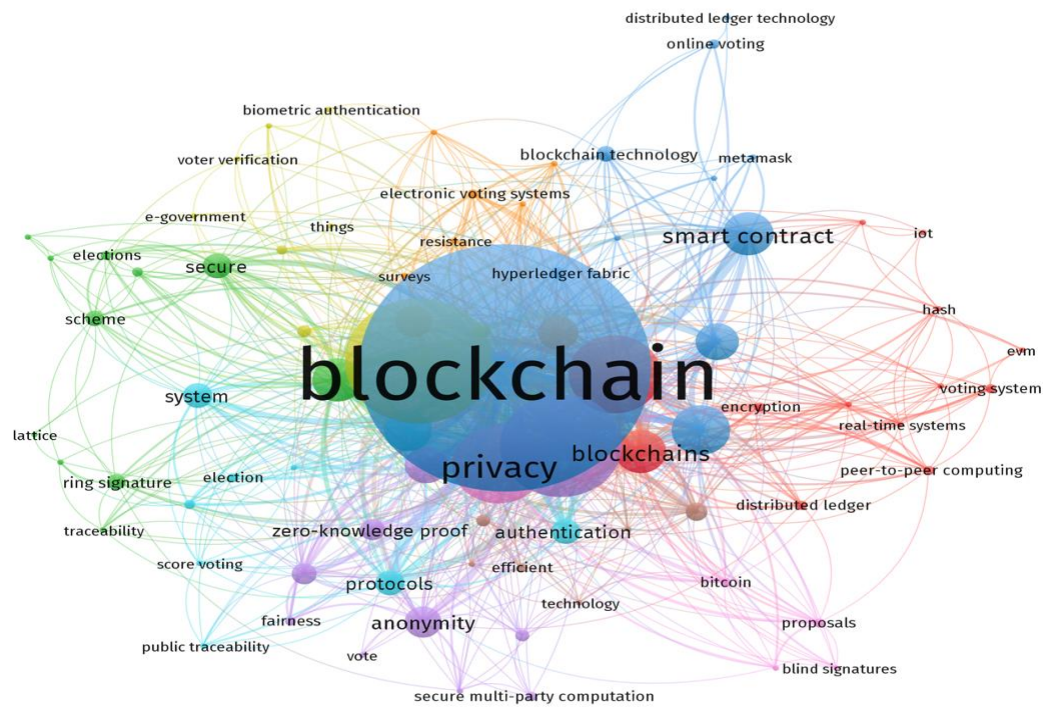 distributed ledger technology
online voting
biometric authentication
blockchain technology
metamask
voter verification
electronic voting systems
e-government
things
smart contract
iot
resistance
elections
secure
surveys
hyperledger fabric
hash
scheme
evm
blockchain
voting system
system
encryption
real-time systems
lattice
blockchains
privacy
peer-to-peer computing
election
ring signature
distributed ledger
traceability
zero-knowledge proof
authentication
score voting
efficient
protocols
bitcoin
technology
fairness
anonymity
proposals
public traceability
vote
blind signatures
secure multi-party computation